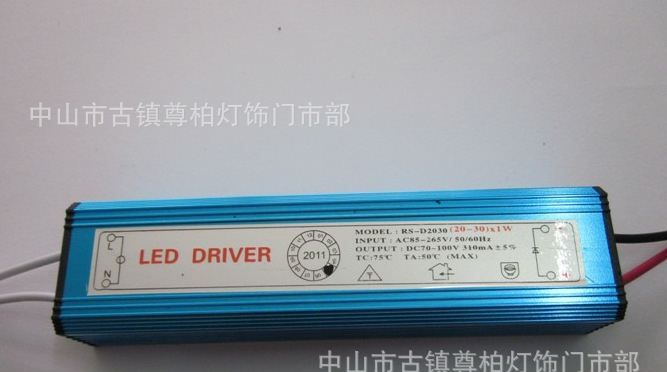 中山市古镇尊柏灯饰门市部
L
N
LED DRIVER
2011
MODEL : RS-D2030 (20-30)x1W
INPUT : AC85-265V/ 50/60Hz
OUTPUT : DC70-100V 310mA±5%
TC:75℃ TA:50℃ (MAX)
中山市古镇尊柏灯饰门市部